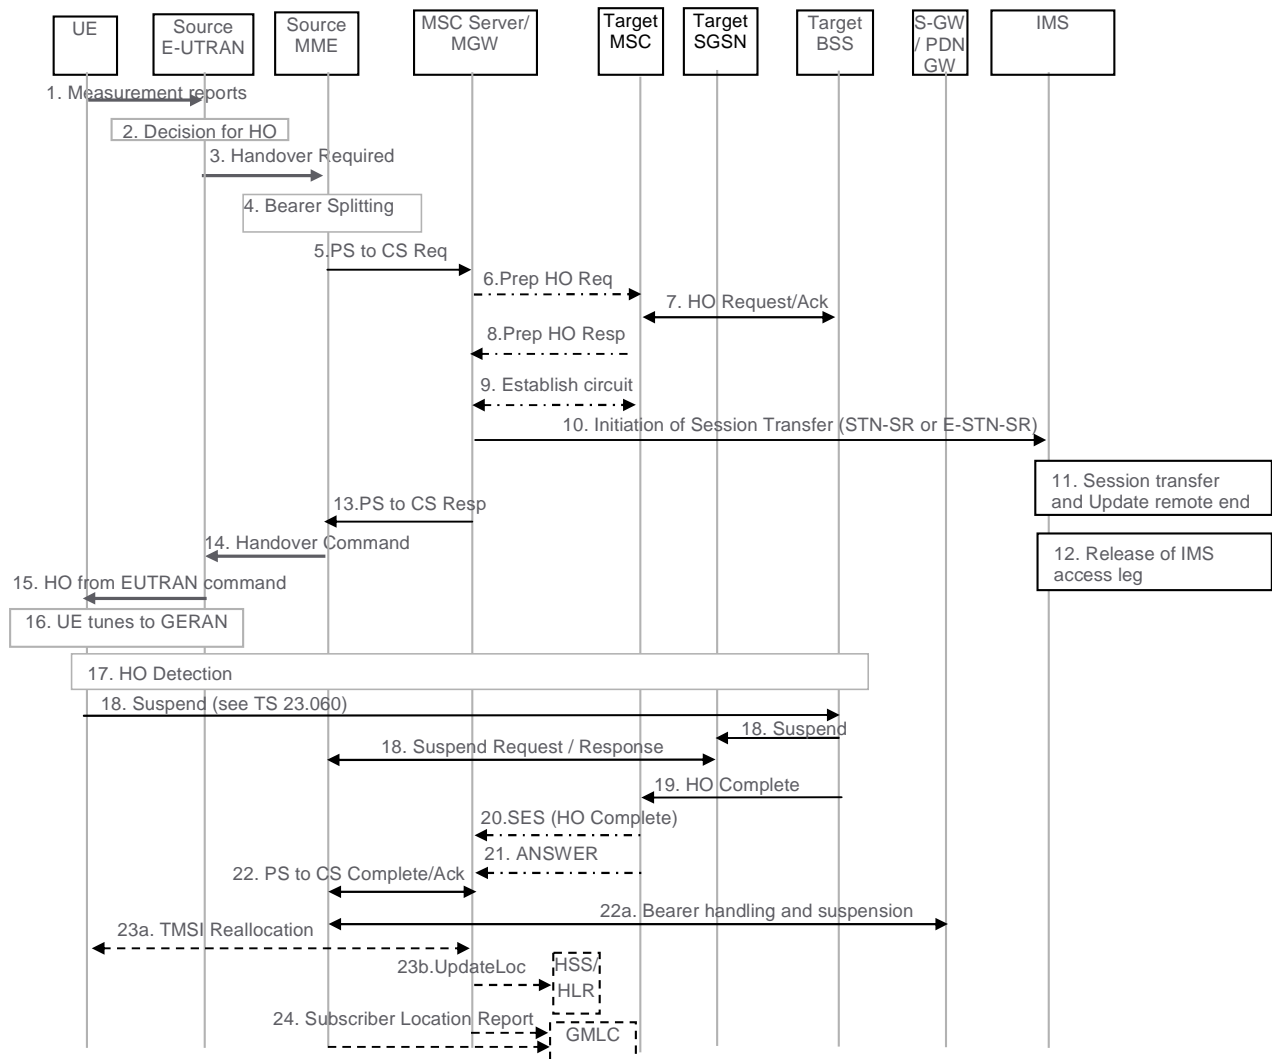 UE
Source
E-UTRAN
Source
MME
MSC Server/
MGW
Target
MSC
Target
SGSN
Target
BSS
S-GW
/ PDN
GW
IMS
1. Measurement reports
2. Decision for HO
3. Handover Required
4. Bearer Splitting
5.PS to CS Req
6.Prep HO Req
7. HO Request/Ack
8.Prep HO Resp
9. Establish circuit
10. Initiation of Session Transfer (STN-SR or E-STN-SR)
11. Session transfer
and Update remote end
13.PS to CS Resp
14. Handover Command
12. Release of IMS
access leg
15. HO from EUTRAN command
16. UE tunes to GERAN
17. HO Detection
18. Suspend (see TS 23.060)
18. Suspend
18. Suspend Request / Response
19. HO Complete
20.SES (HO Complete)
21. ANSWER
22. PS to CS Complete/Ack
22a. Bearer handling and suspension
23a. TMSI Reallocation
23b.UpdateLoc
HSS/
HLR
24. Subscriber Location Report
GMLC